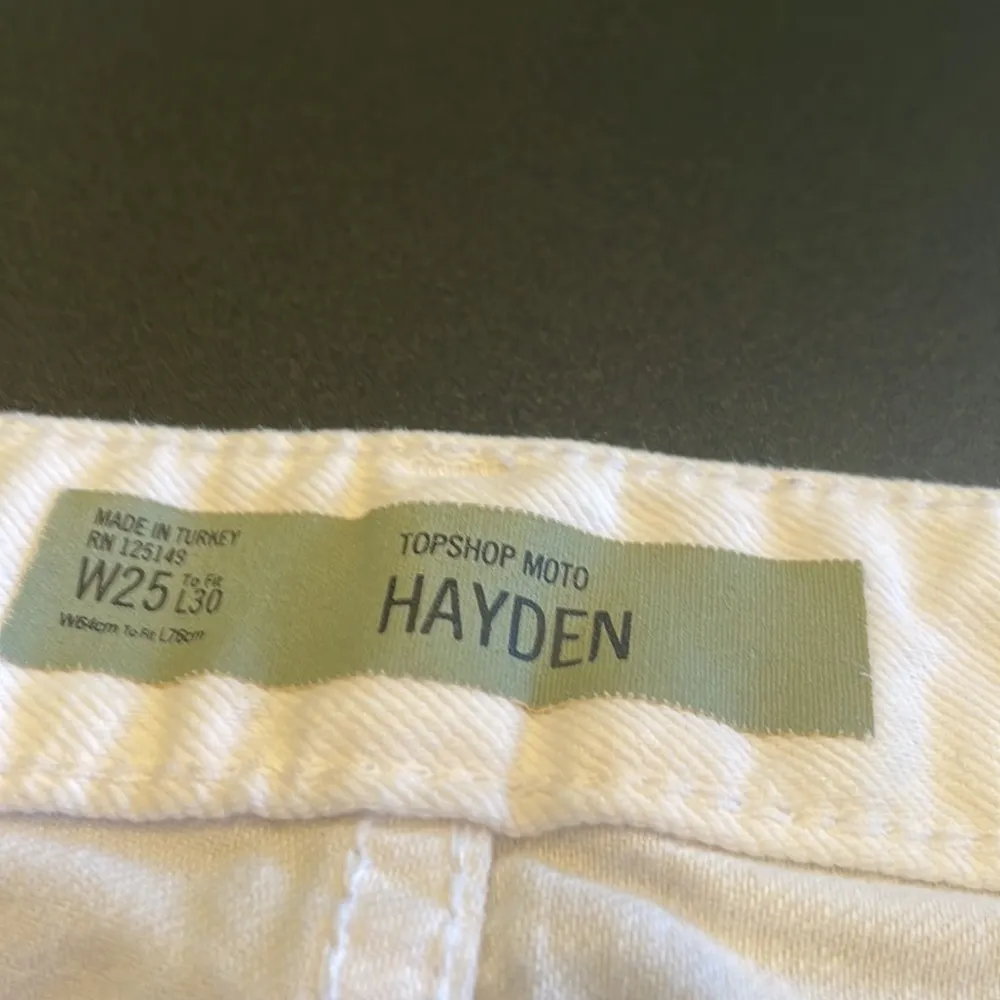 MADE IN TURKEY
RN 125149
W25 To Fit L30
W64cm To Fit L76cm
TOPSHOP MOTO
HAYDEN